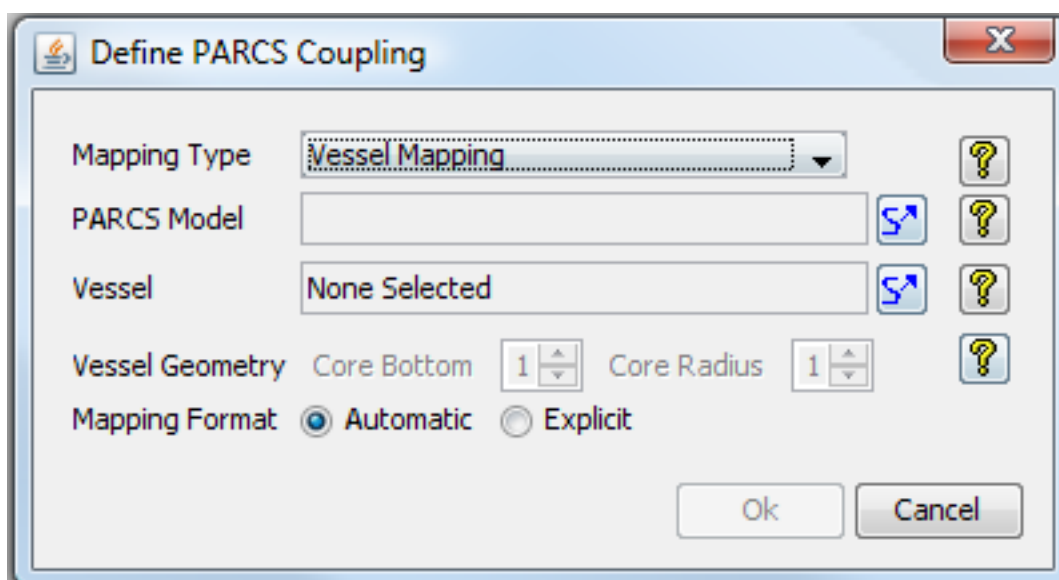 Define PARCS Coupling
Mapping Type Vessel Mapping
PARCS Model
Vessel None Selected
Vessel Geometry Core Bottom 1 Core Radius 1
Mapping Format Automatic Explicit
Ok Cancel